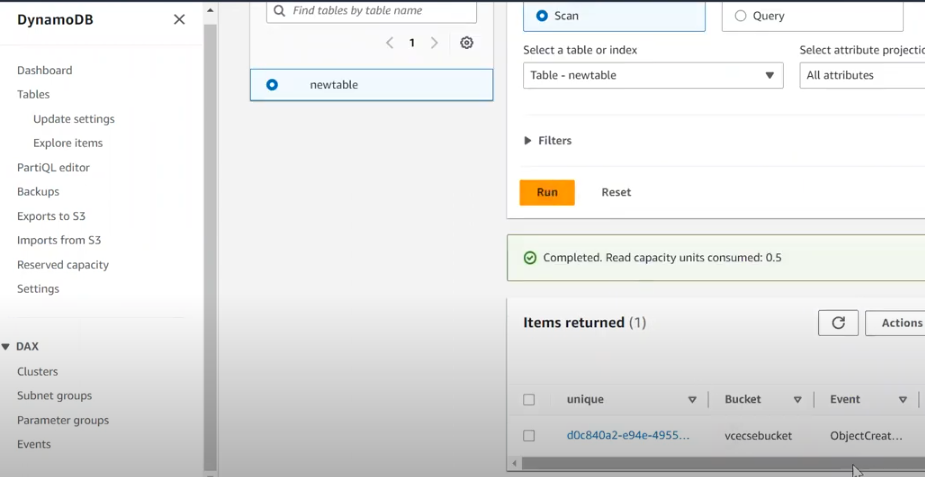 DynamoDB
Dashboard
Tables
Update settings
Explore items
PartiQL editor
Backups
Exports to S3
Imports from S3
Reserved capacity
Settings
DAX
Clusters
Subnet groups
Parameter groups
Events
Find tables by table name
1
newtable
Scan
Query
Select a table or index
Select attribute projectio
Table - newtable
All attributes
Filters
Run
Reset
Completed. Read capacity units consumed: 0.5
Items returned (1)
Actions
unique Bucket Event
d0c840a2-e94e-4955... vcecsebucket ObjectCreat...